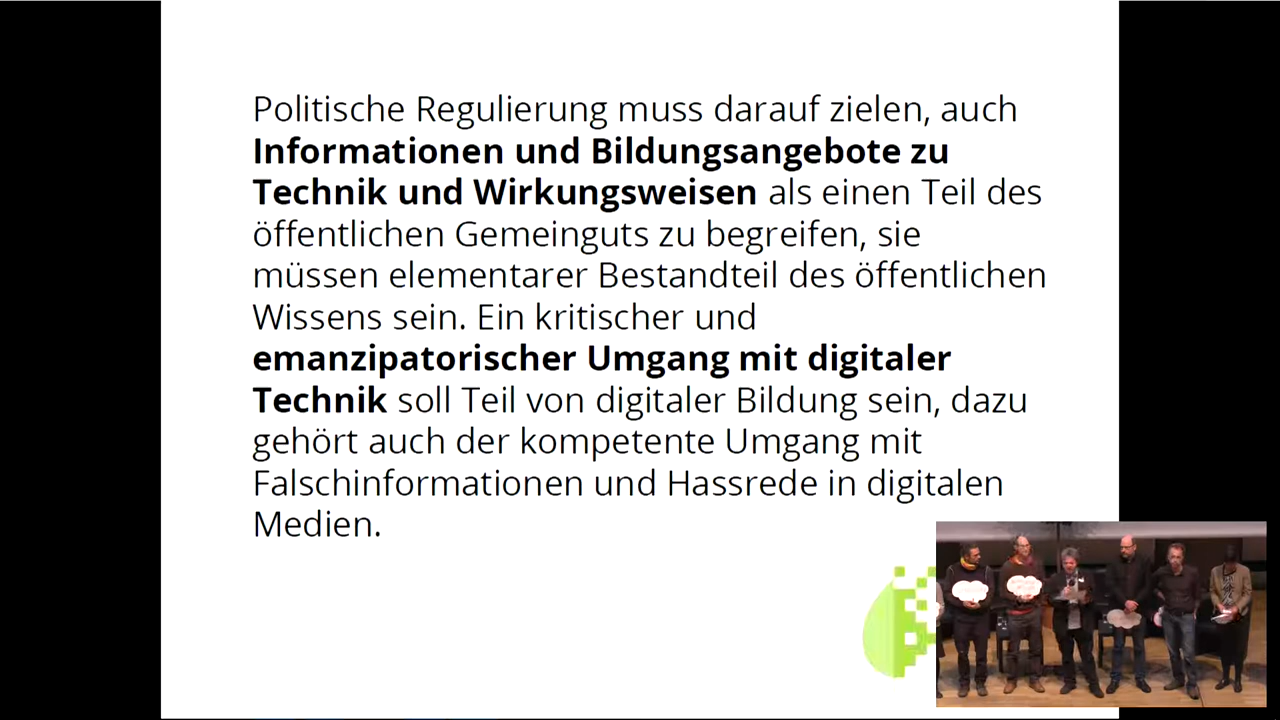 Politische Regulierung muss darauf zielen, auch
Informationen und Bildungsangebote zu
Technik und Wirkungsweisen als einen Teil des
öffentlichen Gemeinguts zu begreifen, sie
müssen elementarer Bestandteil des öffentlichen
Wissens sein. Ein kritischer und
emanzipatorischer Umgang mit digitaler
Technik soll Teil von digitaler Bildung sein, dazu
gehört auch der kompetente Umgang mit
Falschinformationen und Hassrede in digitalen
Medien.